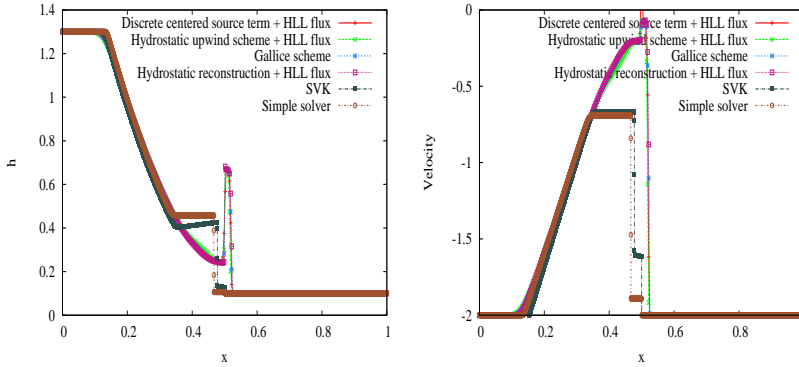 1.4
1.2
1
0.8
0.6
0.4
0.2
0
h
0
0.2
0.4
0.6
0.8
1
x
Discrete centered source term + HLL flux
Hydrostatic upwind scheme + HLL flux
Gallice scheme
Hydrostatic reconstruction + HLL flux
SVK
Simple solver
0
-0.5
-1
-1.5
-2
Velocity
0
0.2
0.4
0.6
0.8
x
Discrete centered source term + HLL flux
Hydrostatic upwind scheme + HLL flux
Gallice scheme
Hydrostatic reconstruction + HLL flux
SVK
Simple solver